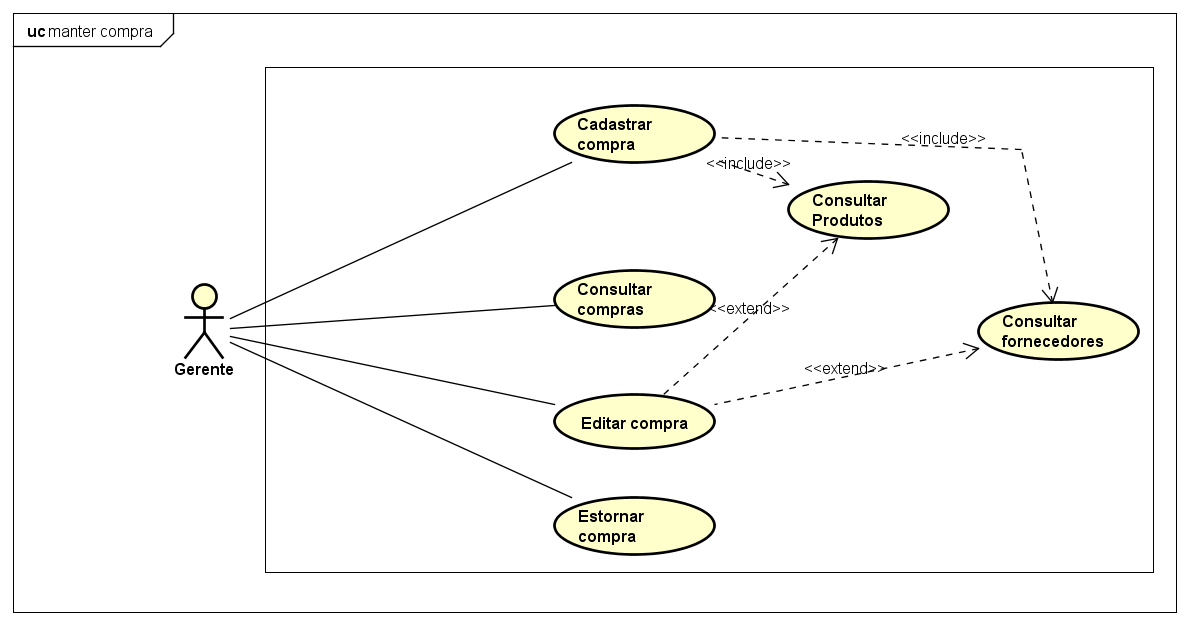 uc manter compra
Cadastrar
compra
<<include>>
<<include>>
Consultar
Produtos
Consultar
compras
<<extend>>
Consultar
fornecedores
Gerente
<<extend>>
Editar compra
Estornar
compra